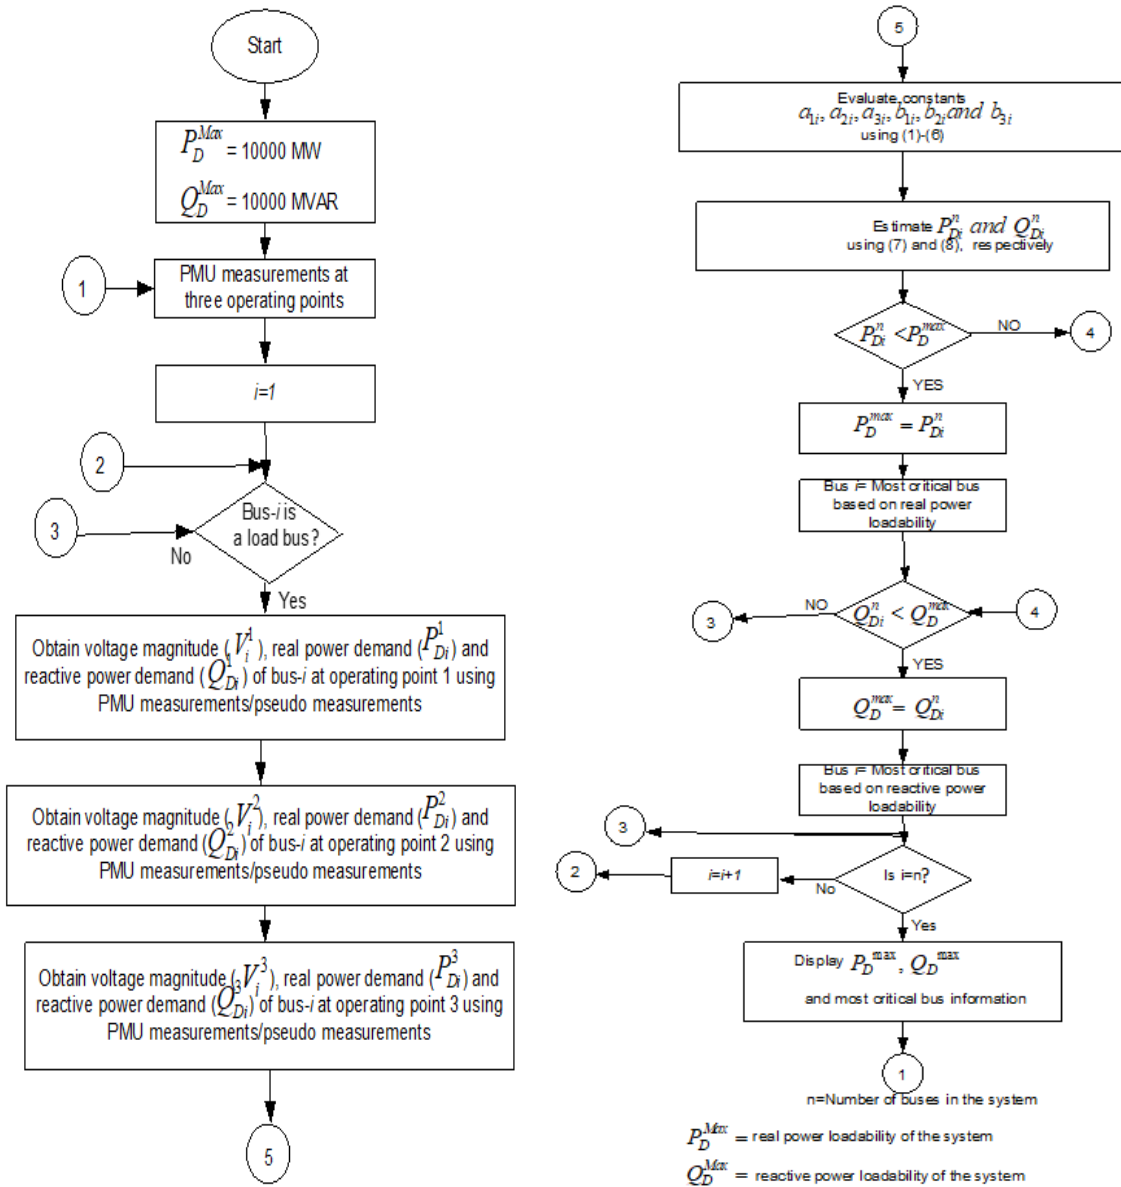 Start
P_D^Max = 10000 MW
Q_D^Max = 10000 MVAR
1
PMU measurements at
three operating points
i=1
2
3
Bus-i is
a load bus?
No
Yes
Obtain voltage magnitude (V_i^1), real power demand (P_Di^1) and
reactive power demand (Q_Di^1) of bus-i at operating point 1 using
PMU measurements/pseudo measurements
Obtain voltage magnitude (V_i^2), real power demand (P_Di^2) and
reactive power demand (Q_Di^2) of bus-i at operating point 2 using
PMU measurements/pseudo measurements
Obtain voltage magnitude (V_i^3), real power demand (P_Di^3) and
reactive power demand (Q_Di^3) of bus-i at operating point 3 using
PMU measurements/pseudo measurements
5
5
Evaluate constants
a_1i, a_2i, a_3i, b_1i, b_2i and b_3i
using (1)-(6)
Estimate P_Di^n and Q_Di^n
using (7) and (8), respectively
P_Di^n < P_D^max
NO
4
YES
P_D^max = P_Di^n
Bus i= Most critical bus
based on real power
loadability
Q_Di^n < Q_D^max
NO
3
4
YES
Q_D^max = Q_Di^n
Bus i= Most critical bus
based on reactive power
loadability
3
2
i=i+1
No
Is i=n?
Yes
Display P_D^max, Q_D^max
and most critical bus information
1
n=Number of buses in the system
P_D^Max = real power loadability of the system
Q_D^Max = reactive power loadability of the system